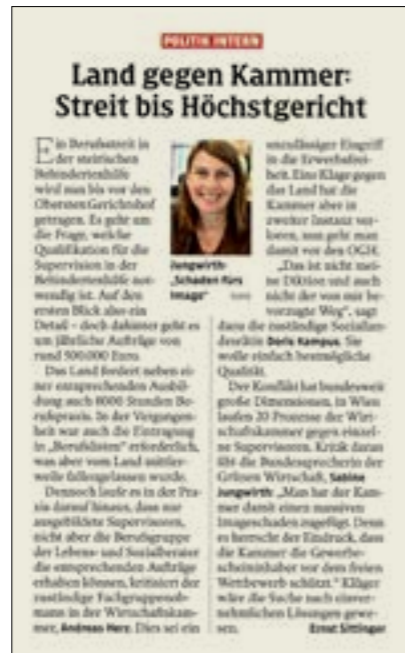 POLITIK INTERN
Land gegen Kammer:
Streit bis Höchstgericht
Ein Berufsstreit in
der steirischen
Behindertenhilfe
wird nun bis vor den
Obersten Gerichtshof
getragen. Es geht um
die Frage, welche
Qualifikation für die
Supervision in der
Behindertenhilfe not-
wendig ist. Auf den
ersten Blick also ein
Detail – doch dahinter geht es
um jährliche Aufträge von
rund 500.000 Euro.
Das Land fordert neben ei-
ner entsprechenden Ausbil-
dung auch 8000 Stunden Be-
rufspraxis. In der Vergangen-
heit war auch die Eintragung
in „Berufslisten“ erforderlich,
was aber vom Land mittler-
weile fallengelassen wurde.
Dennoch laufe es in der Pra-
xis darauf hinaus, dass nur
ausgebildete Supervisoren,
nicht aber die Berufsgruppe
der Lebens- und Sozialberater
die entsprechenden Aufträge
erhalten können, kritisiert der
zuständige Fachgruppenob-
mann in der Wirtschaftskam-
mer, Andreas Herz. Dies sei ein
Jungwirth:
„Schaden fürs
Image“
unzulässiger Eingriff
in die Erwerbsfrei-
heit. Eine Klage gegen
das Land hat die
Kammer aber in
zweiter Instanz ver-
loren, nun geht man
damit vor den OGH.
„Das ist nicht mei-
ne Diktion und auch
nicht der von mir be-
vorzugte Weg“, sagt
dazu die zuständige Soziallan-
desrätin Doris Kampus. Sie
wolle einfach bestmögliche
Qualität.
Der Konflikt hat bundesweit
große Dimensionen, in Wien
laufen 20 Prozesse der Wirt-
schaftskammer gegen einzel-
ne Supervisoren. Kritik daran
übt die Bundessprecherin der
Grünen Wirtschaft, Sabine
Jungwirth: „Man hat der Kam-
mer damit einen massiven
Imageschaden zugefügt. Denn
es herrscht der Eindruck, dass
die Kammer die Gewerbe-
scheininhaber vor dem freien
Wettbewerb schützt.“ Klüger
wäre die Suche nach einver-
nehmlichen Lösungen gewe-
sen. Ernst Sittinger